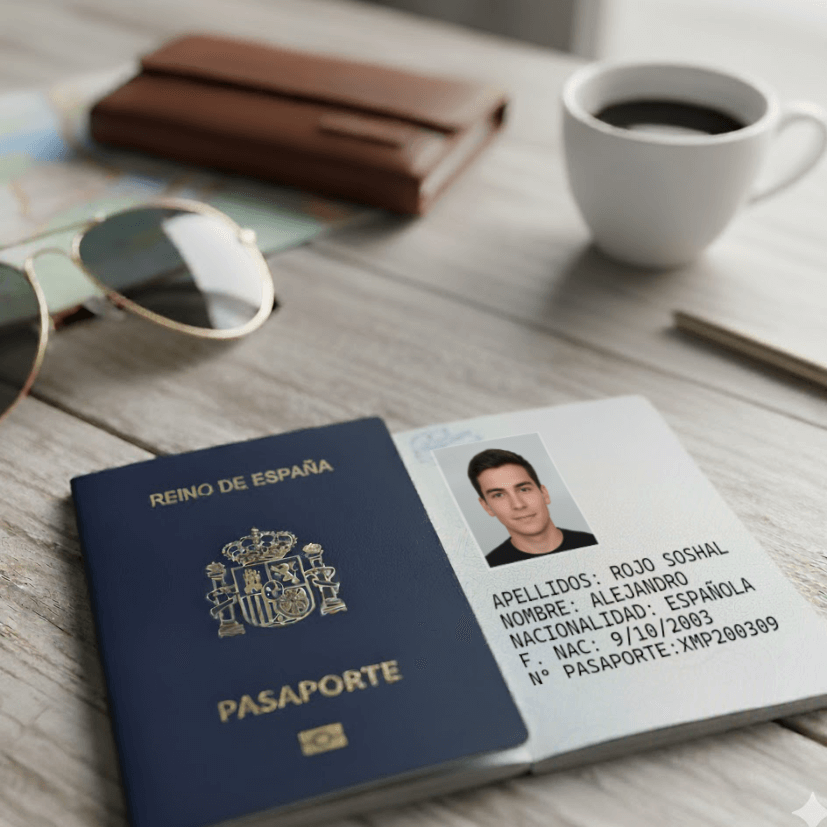 REINO DE ESPAÑA
PASAPORTE
APELLIDOS: ROJO SOSHAL
NOMBRE: ALEJANDRO
NACIONALIDAD: ESPAÑOLA
F. NAC: 9/10/2003
Nº PASAPORTE:XMP200309